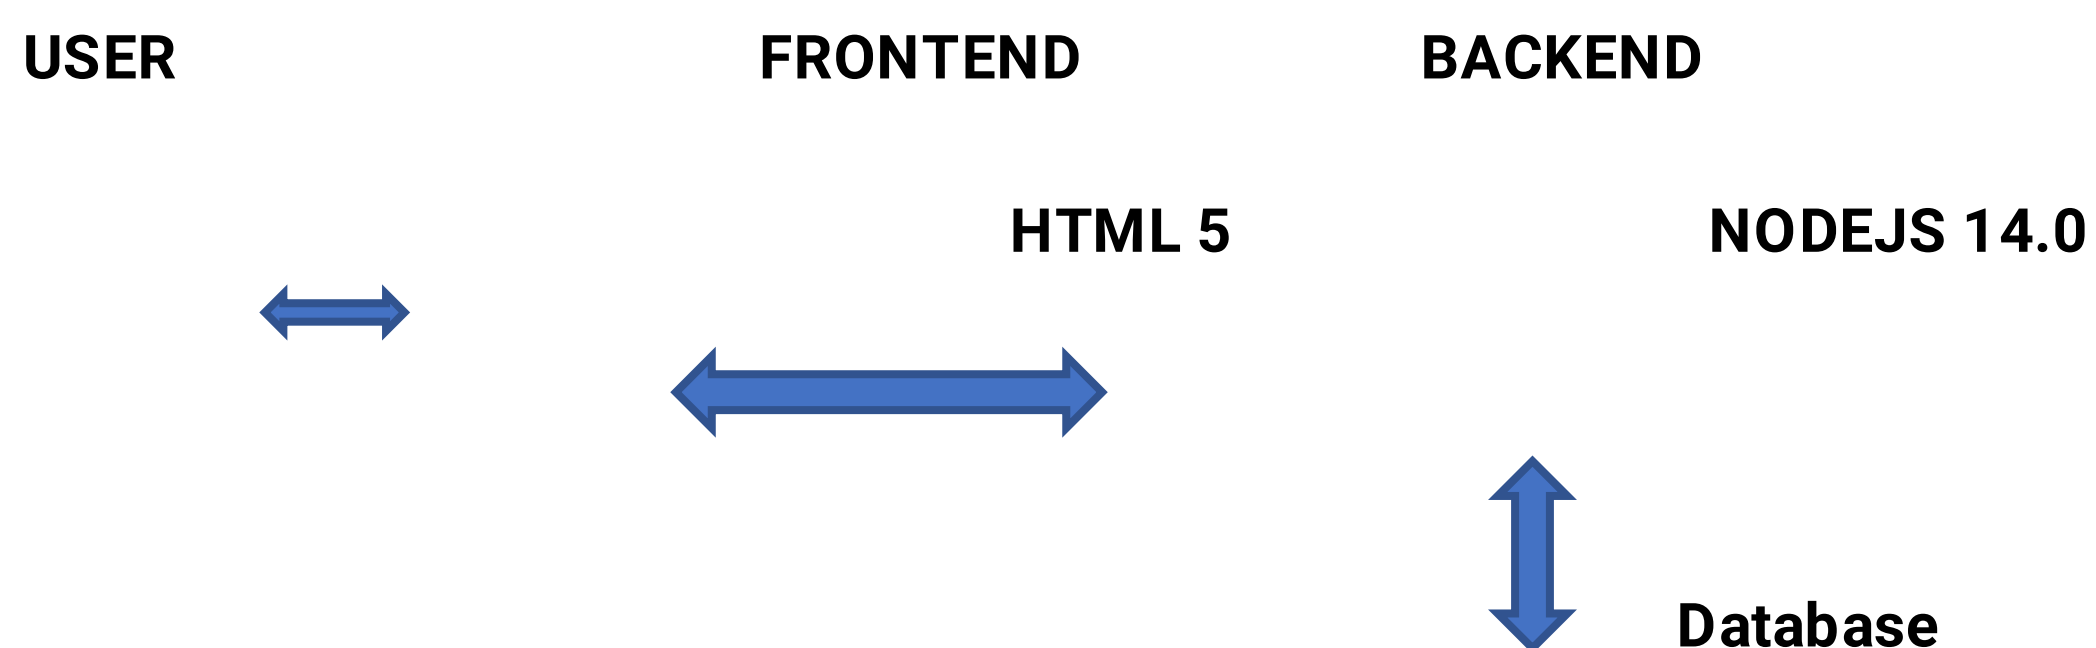 USER FRONTEND BACKEND
HTML 5 NODEJS 14.0
Database